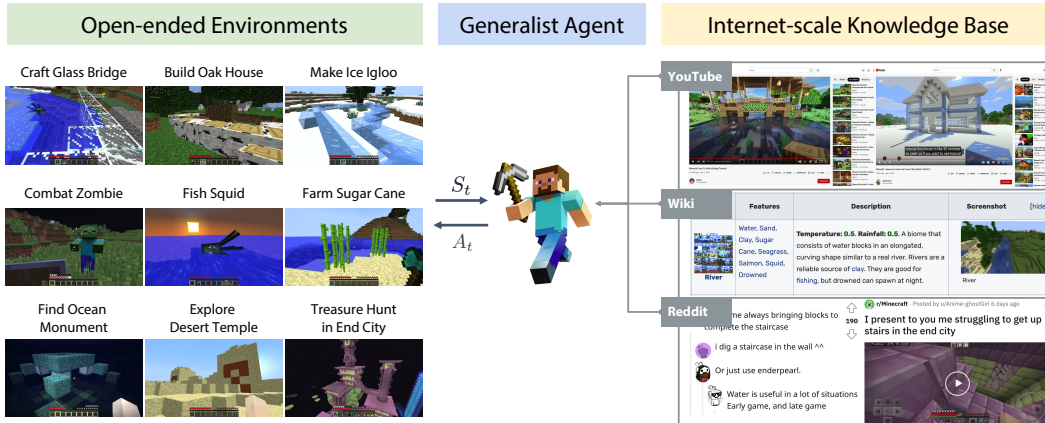 Open-ended Environments
Generalist Agent
Internet-scale Knowledge Base
Craft Glass Bridge
Build Oak House
Make Ice Igloo
Combat Zombie
Fish Squid
Farm Sugar Cane
Find Ocean
Monument
Explore
Desert Temple
Treasure Hunt
in End City
S_t
A_t
YouTube
Wiki
Features
Description
Screenshot
[hide
River
Water, Sand,
Clay, Sugar
Cane, Seagrass,
Salmon, Squid,
Drowned
Temperature: 0.5. Rainfall: 0.5. A biome that
consists of water blocks in an elongated,
curving shape similar to a real river. Rivers are a
reliable source of clay. They are good for
fishing, but drowned can spawn at night.
River
Reddit
me always bringing blocks to
complete the staircase
i dig a staircase in the wall ^^
Or just use enderpearl.
Water is useful in a lot of situations
Early game, and late game
190
r/Minecraft · Posted by u/Anime-ghostGirl 6 days ago
I present to you me struggling to get up
stairs in the end city